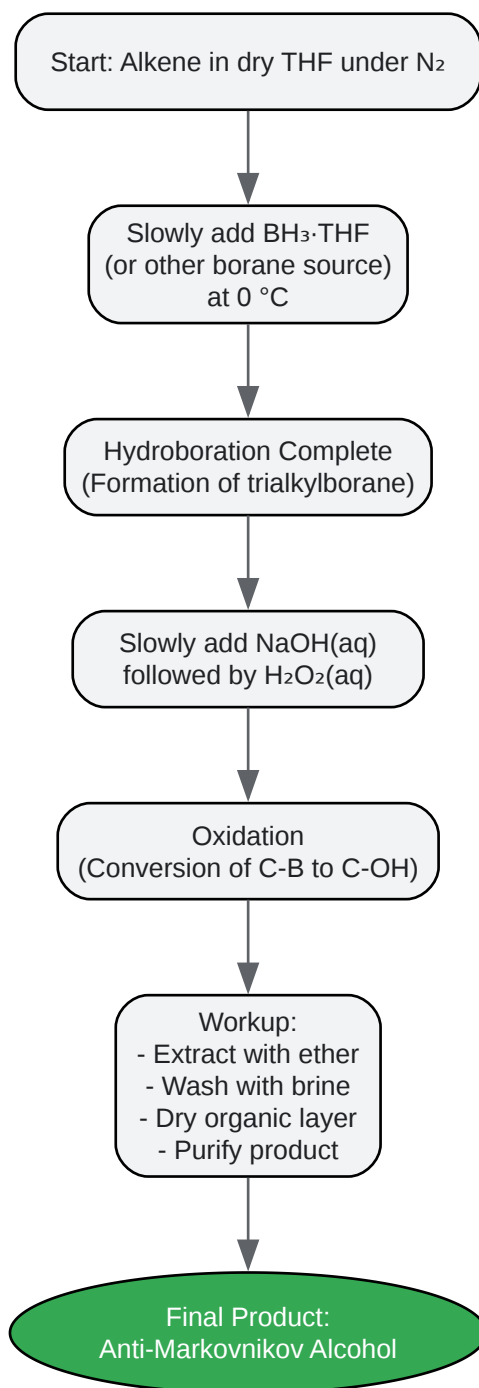 Start: Alkene in dry THF under N₂
Slowly add BH₃·THF
(or other borane source)
at 0 °C
Hydroboration Complete
(Formation of trialkylborane)
Slowly add NaOH(aq)
followed by H₂O₂(aq)
Oxidation
(Conversion of C-B to C-OH)
Workup:
- Extract with ether
- Wash with brine
- Dry organic layer
- Purify product
Final Product:
Anti-Markovnikov Alcohol